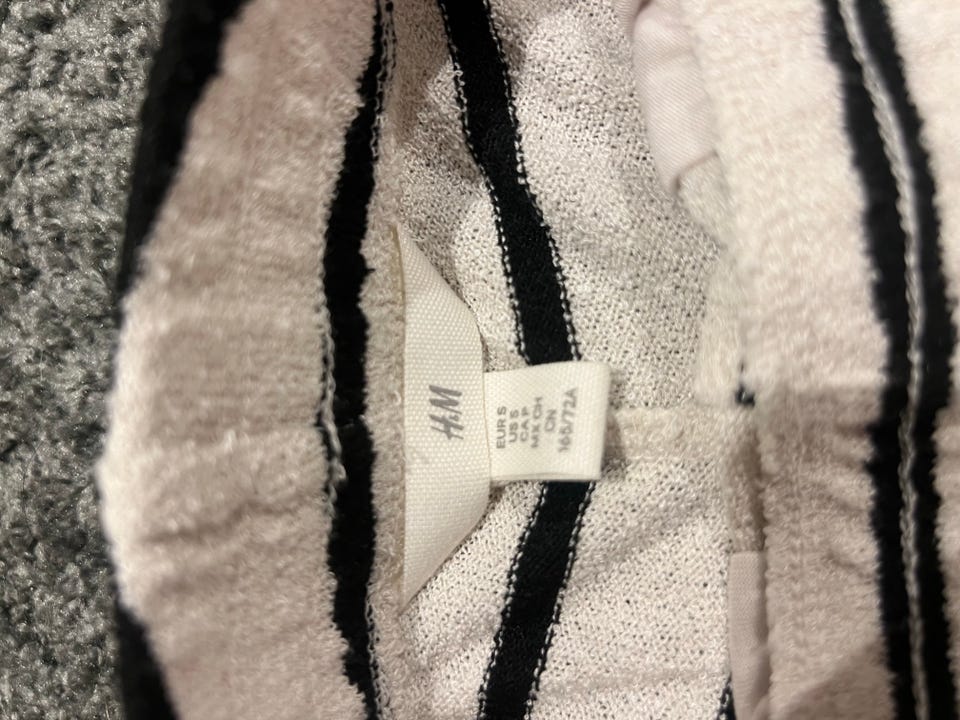 H&M
EUR S
US S
CA P
MX CH
CN
165/72A